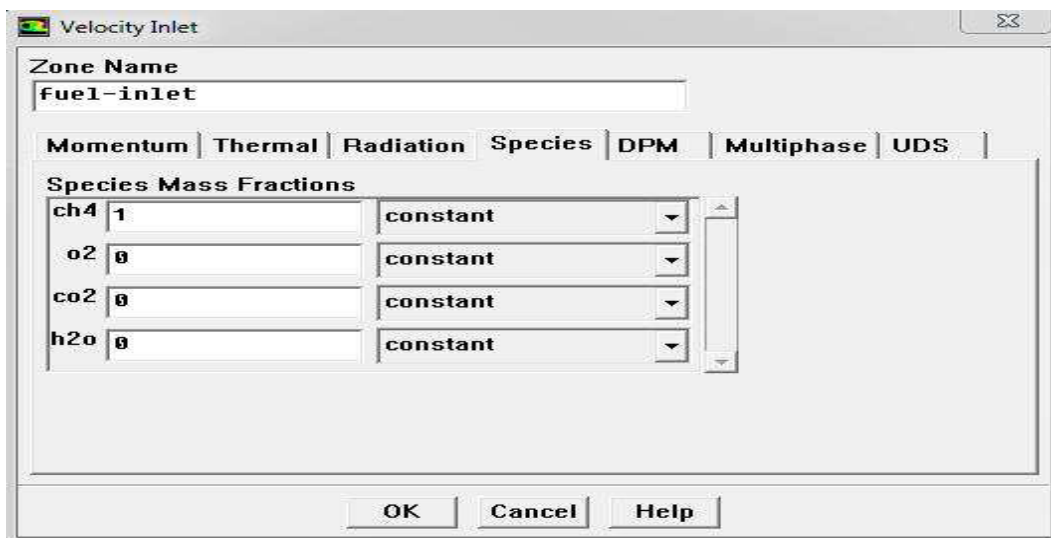 Velocity Inlet
Zone Name
fuel-inlet
Momentum Thermal Radiation Species DPM Multiphase UDS
Species Mass Fractions
ch4 1 constant
o2 0 constant
co2 0 constant
h2o 0 constant
OK Cancel Help